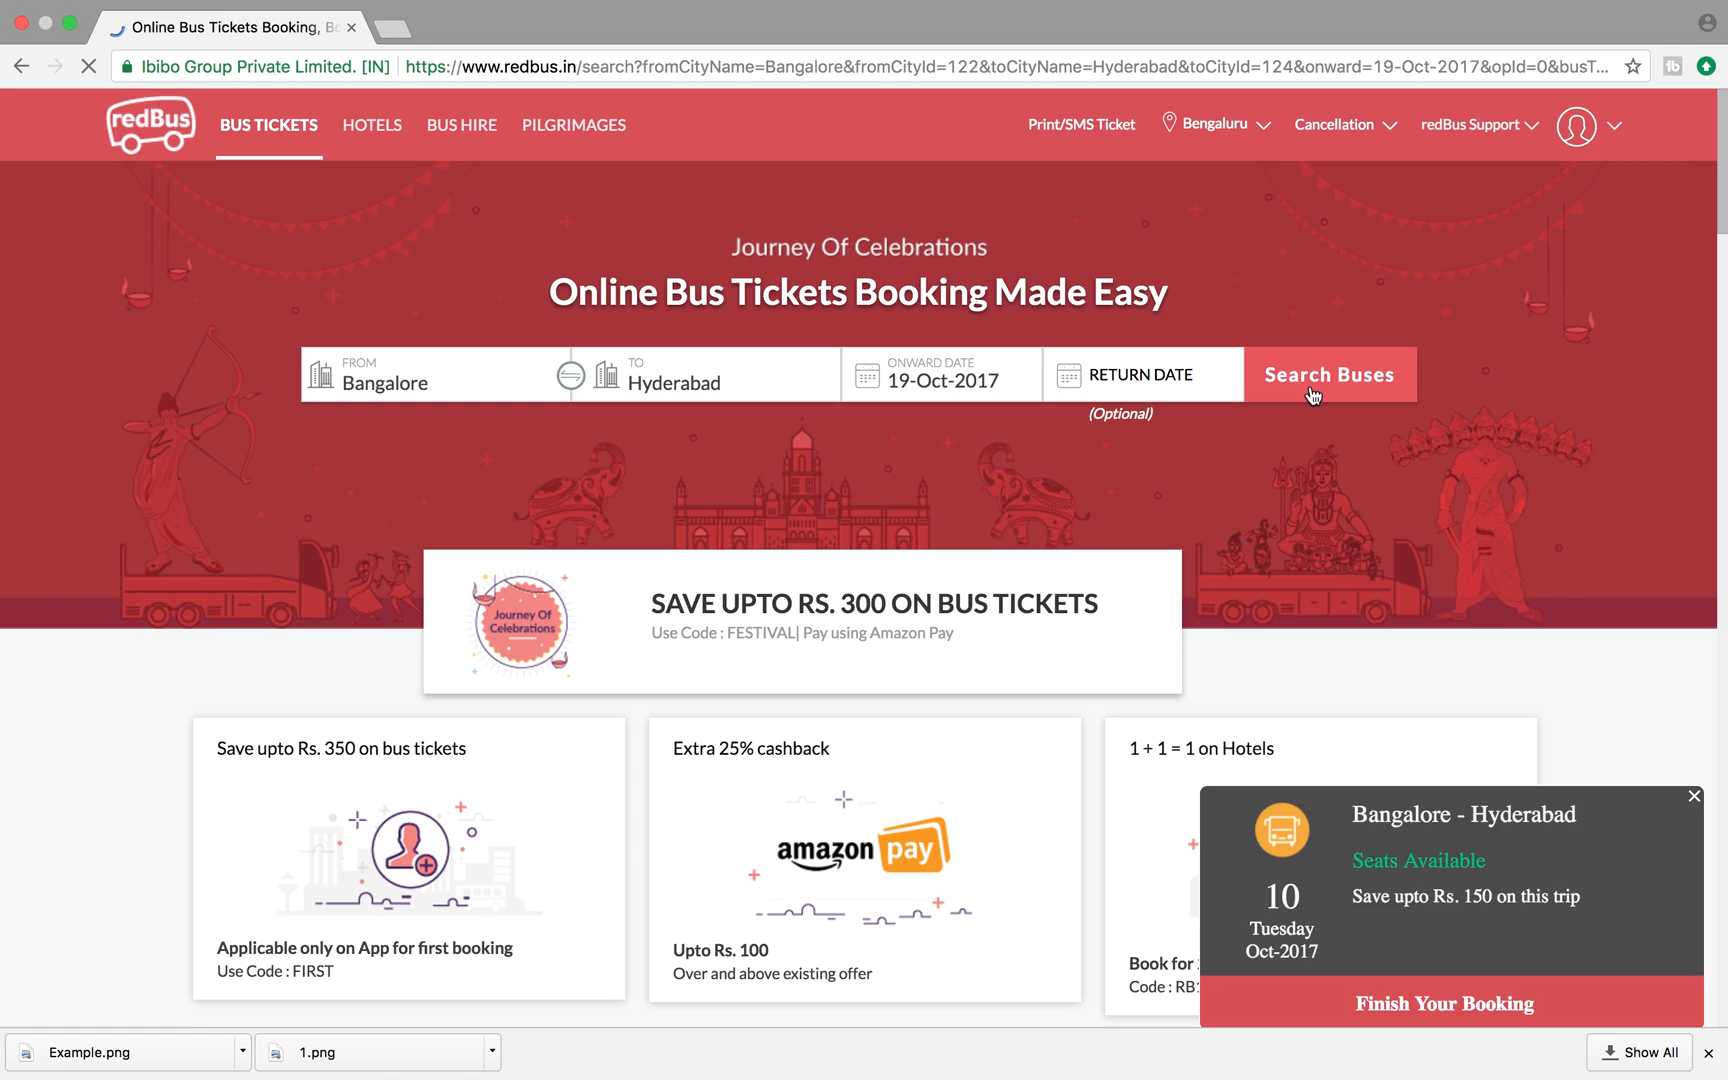 Online Bus Tickets Booking, Bo
Ibibo Group Private Limited. [IN] https://www.redbus.in/search?fromCityName=Bangalore&fromCityId=122&toCityName=Hyderabad&toCityId=124&onward=19-Oct-2017&opId=0&busT...
redBus BUS TICKETS HOTELS BUS HIRE PILGRIMAGES Print/SMS Ticket Bengaluru Cancellation redBus Support
Journey Of Celebrations
Online Bus Tickets Booking Made Easy
FROM
Bangalore
TO
Hyderabad
ONWARD DATE
19-Oct-2017
RETURN DATE
(Optional)
Search Buses
Journey Of
Celebrations
SAVE UPTO RS. 300 ON BUS TICKETS
Use Code : FESTIVAL| Pay using Amazon Pay
Save upto Rs. 350 on bus tickets
Applicable only on App for first booking
Use Code : FIRST
Extra 25% cashback
amazon pay
Upto Rs. 100
Over and above existing offer
1 + 1 = 1 on Hotels
Book for
Code : RB
Bangalore - Hyderabad
Seats Available
Save upto Rs. 150 on this trip
10
Tuesday
Oct-2017
Finish Your Booking
Example.png 1.png Show All